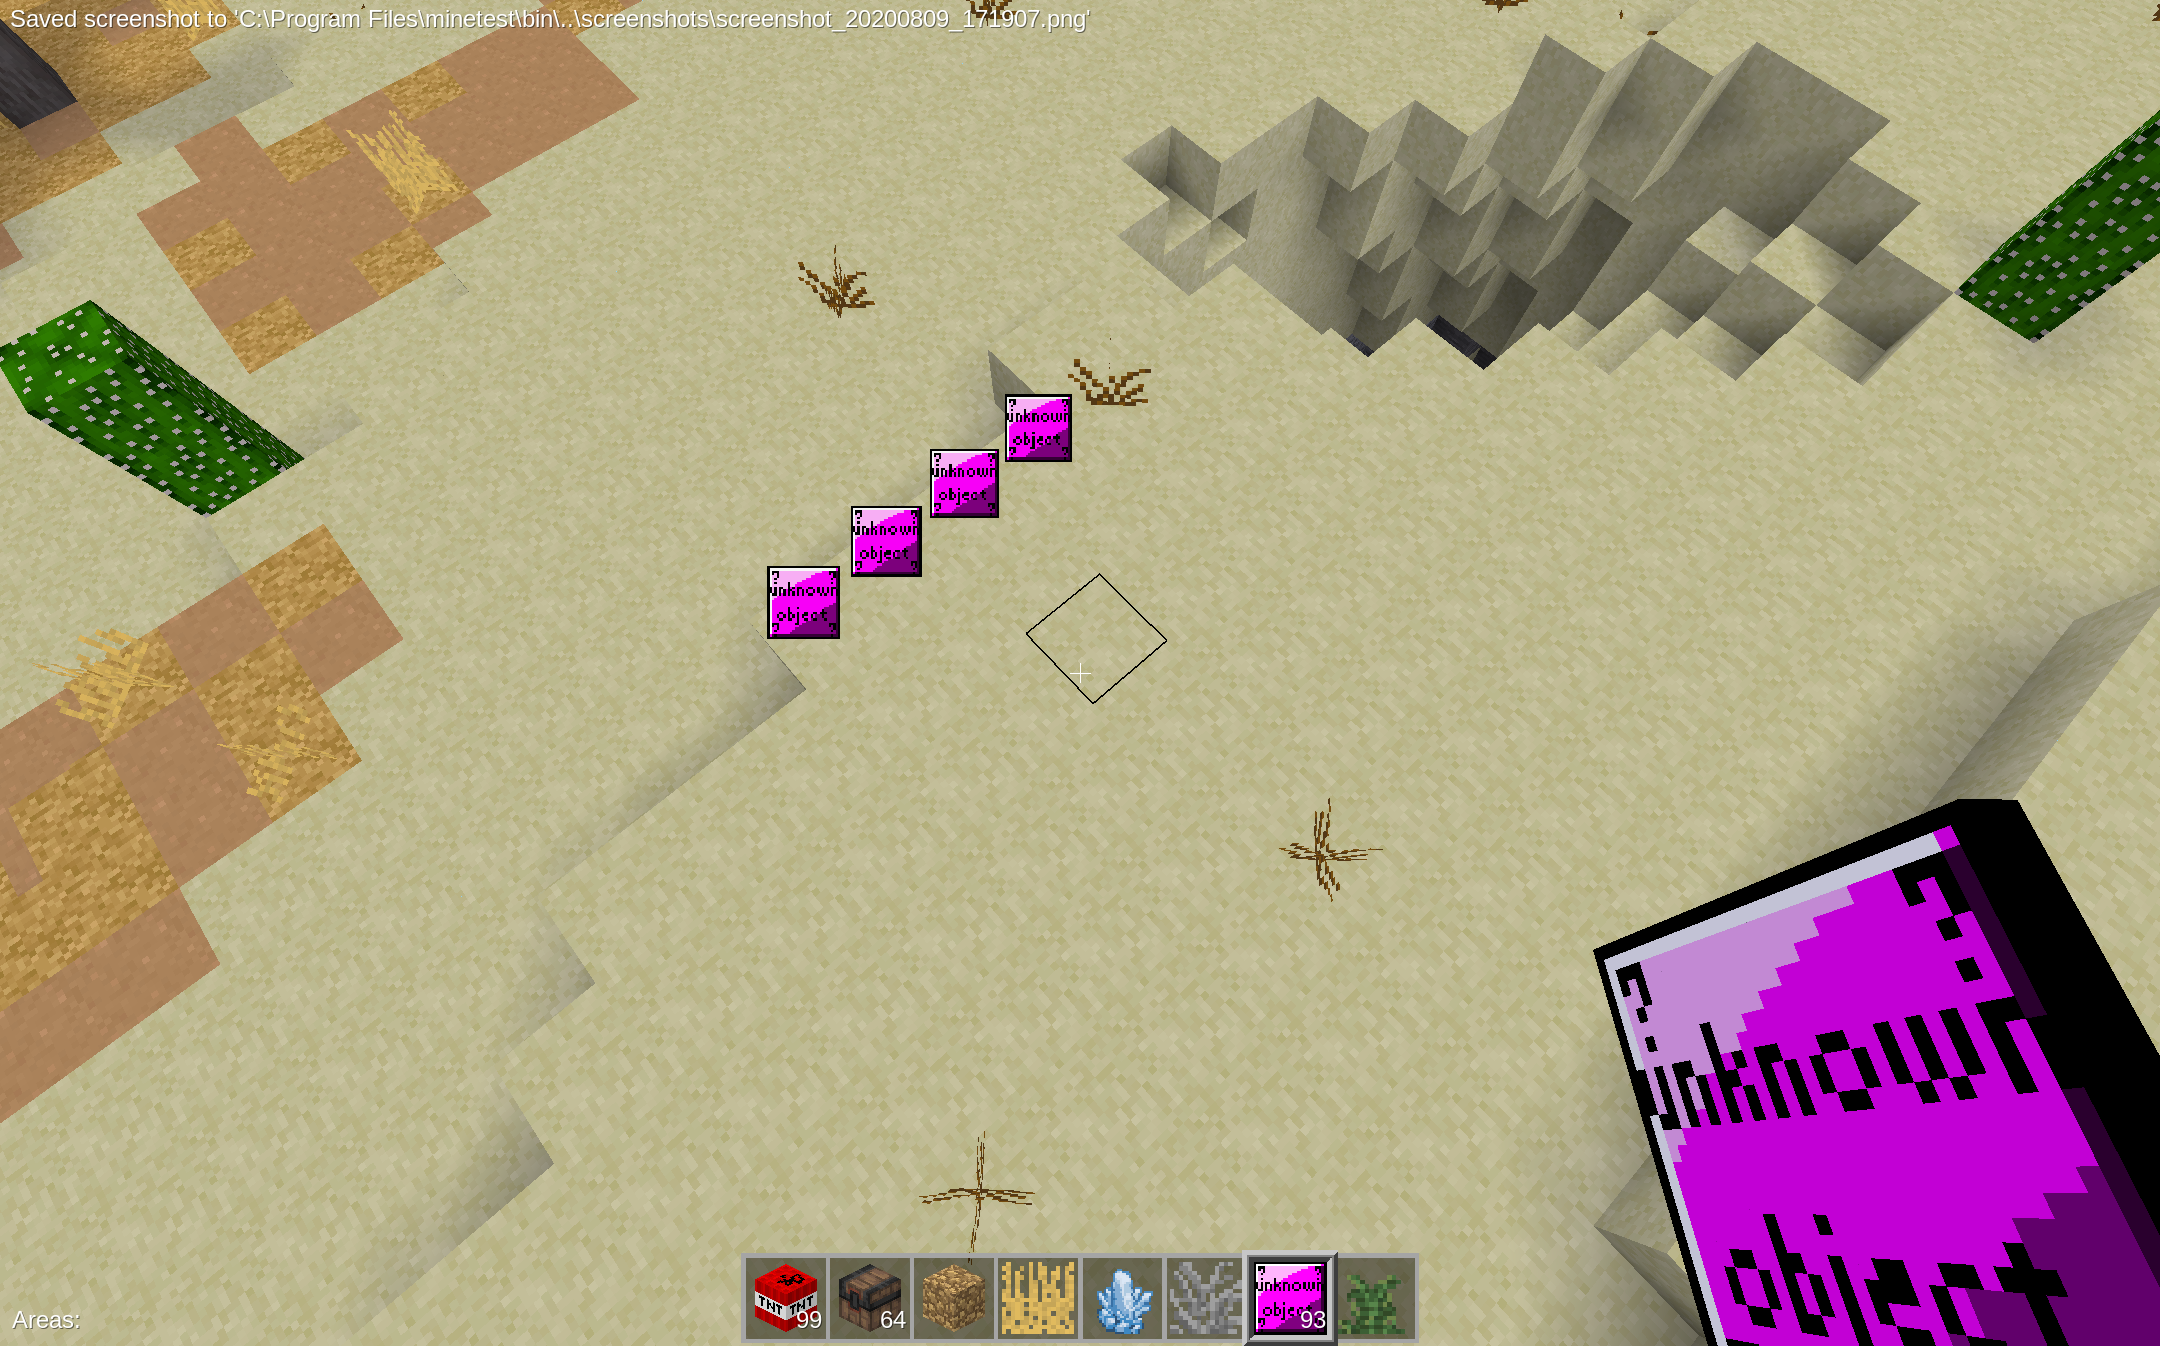 Saved screenshot to 'C:\Program Files\minetest\bin\..\screenshots\screenshot_20200809_171907.png'
unknown
object
unknown
object
unknown
object
unknown
object
unknown
object
TNT TNT
99
64
unknown
object
93
Areas: